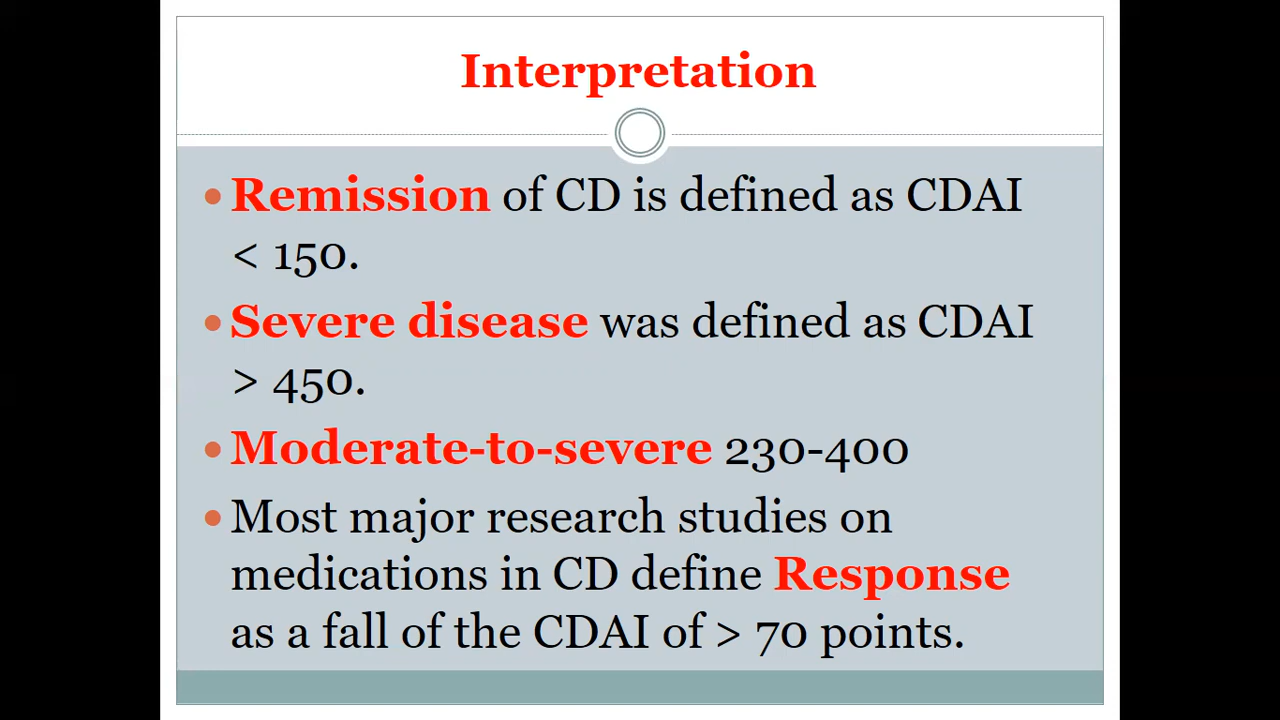 Interpretation
• Remission of CD is defined as CDAI
< 150.
• Severe disease was defined as CDAI
> 450.
• Moderate-to-severe 230-400
• Most major research studies on
medications in CD define Response
as a fall of the CDAI of > 70 points.